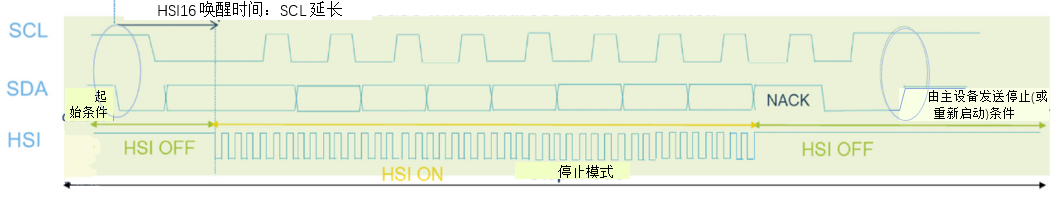 HSI16 唤醒时间：SCL 延长
SCL
SDA
起
始条件
NACK
由主设备发送停止(或
重新启动)条件
HSI
HSI OFF
HSI OFF
HSI ON
停止模式